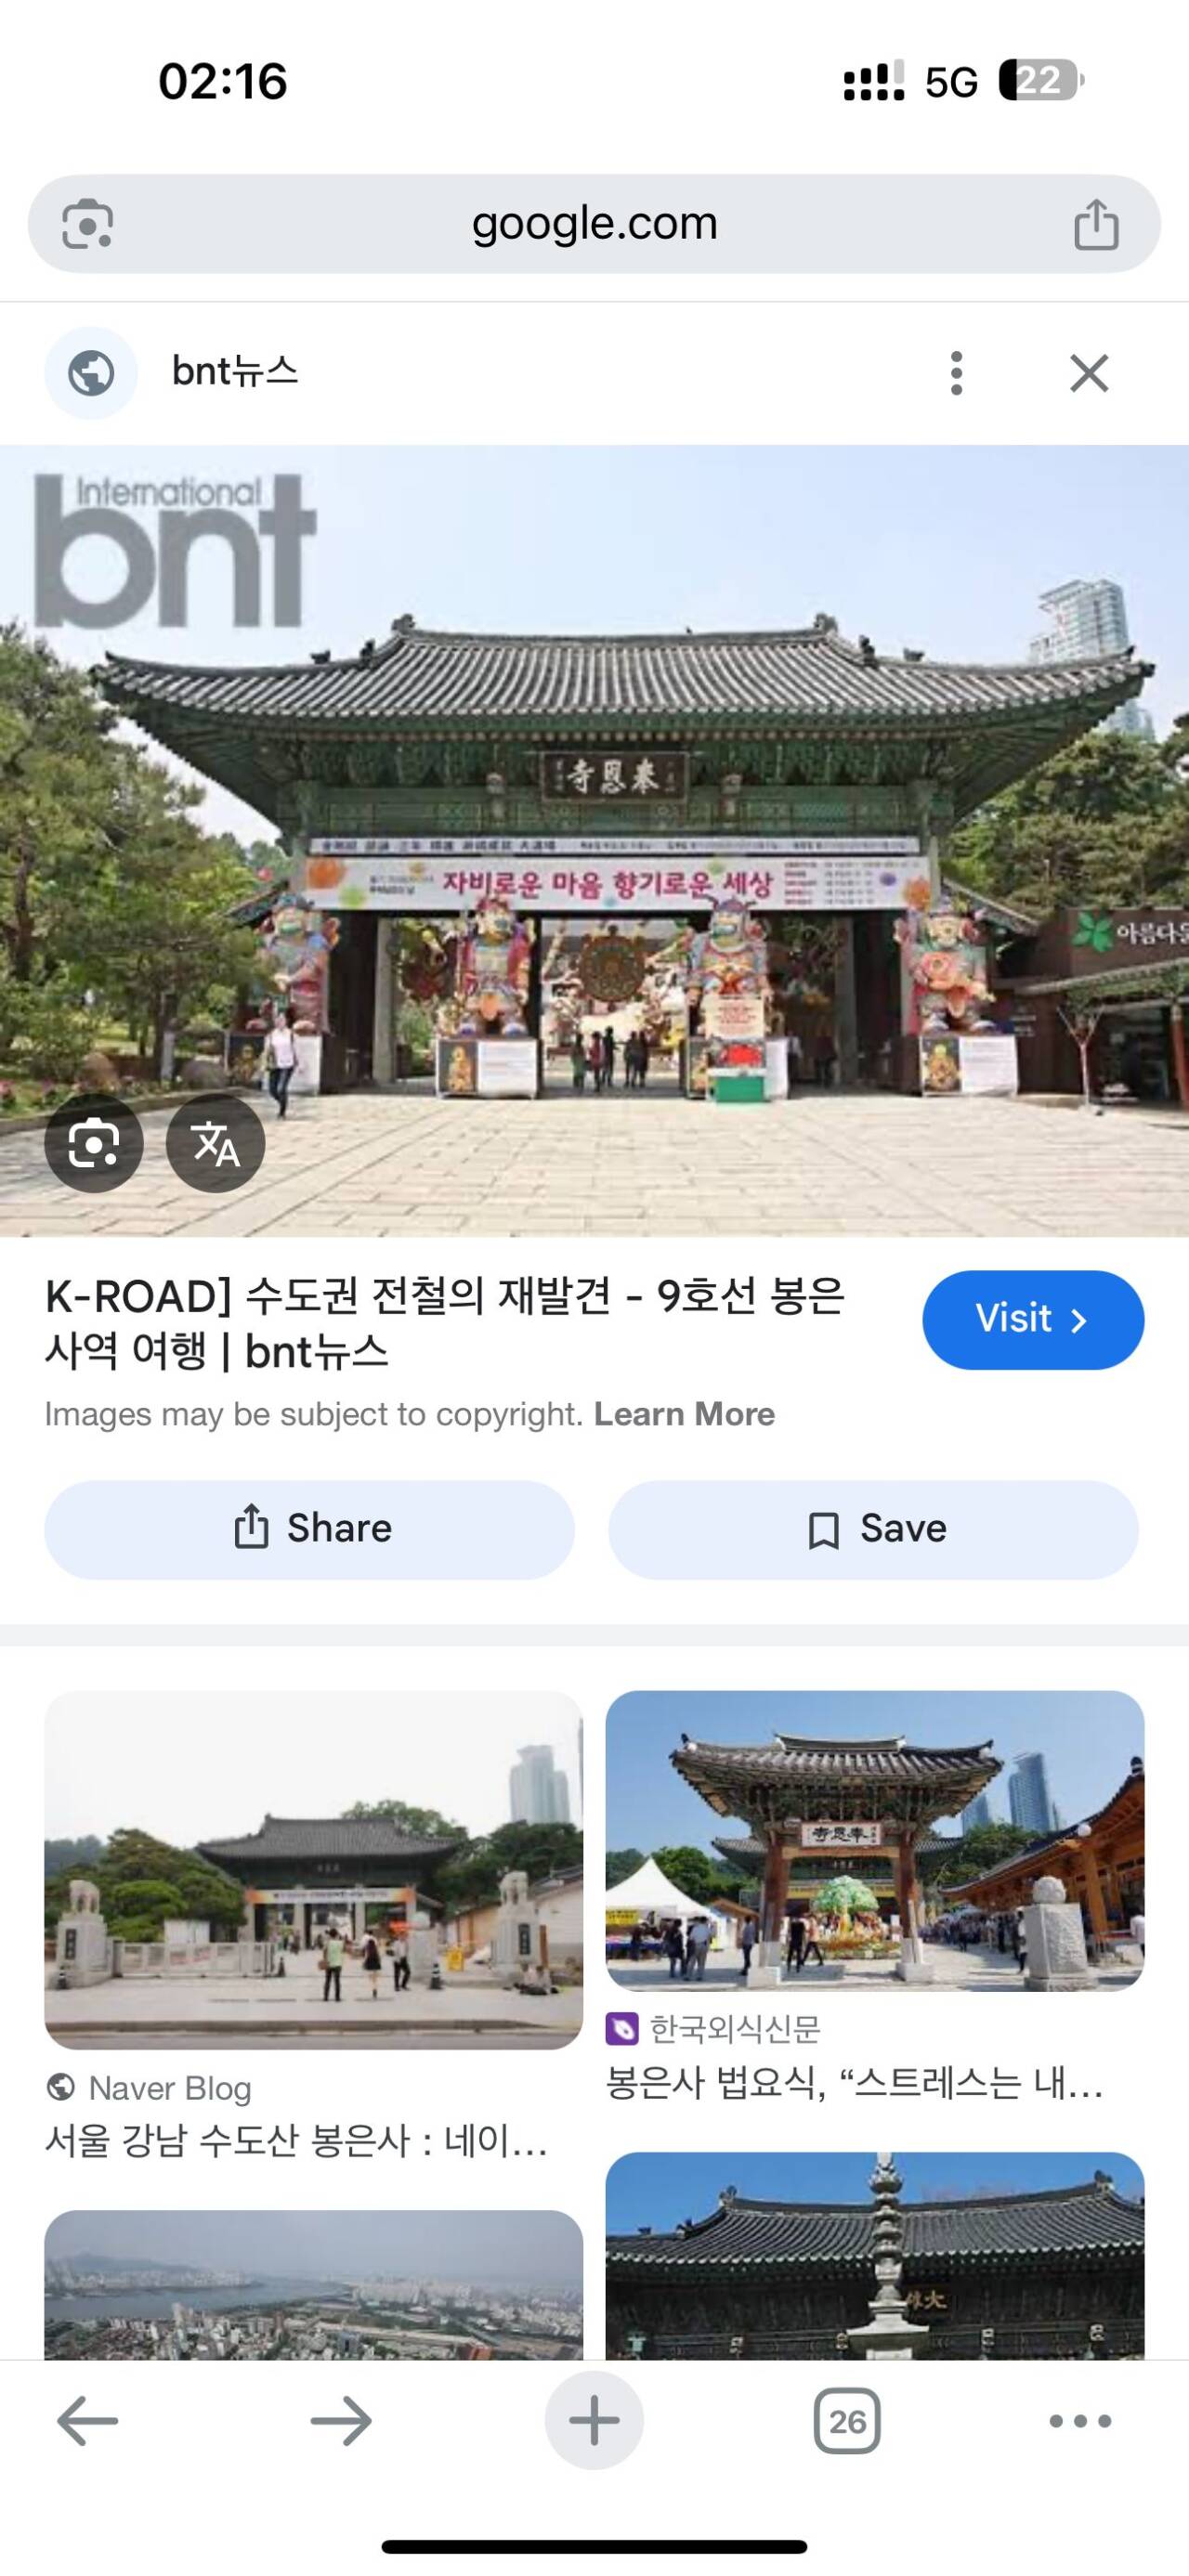 02:16
5G 22
google.com
bnt뉴스
International
bnt
寺恩奉
자비로운 마음 향기로운 세상
K-ROAD] 수도권 전철의 재발견 - 9호선 봉은
사역 여행 | bnt뉴스
Visit
Images may be subject to copyright. Learn More
Share
Save
寺恩奉
Naver Blog
서울 강남 수도산 봉은사 : 네이...
한국외식신문
봉은사 법요식, “스트레스는 내...
26